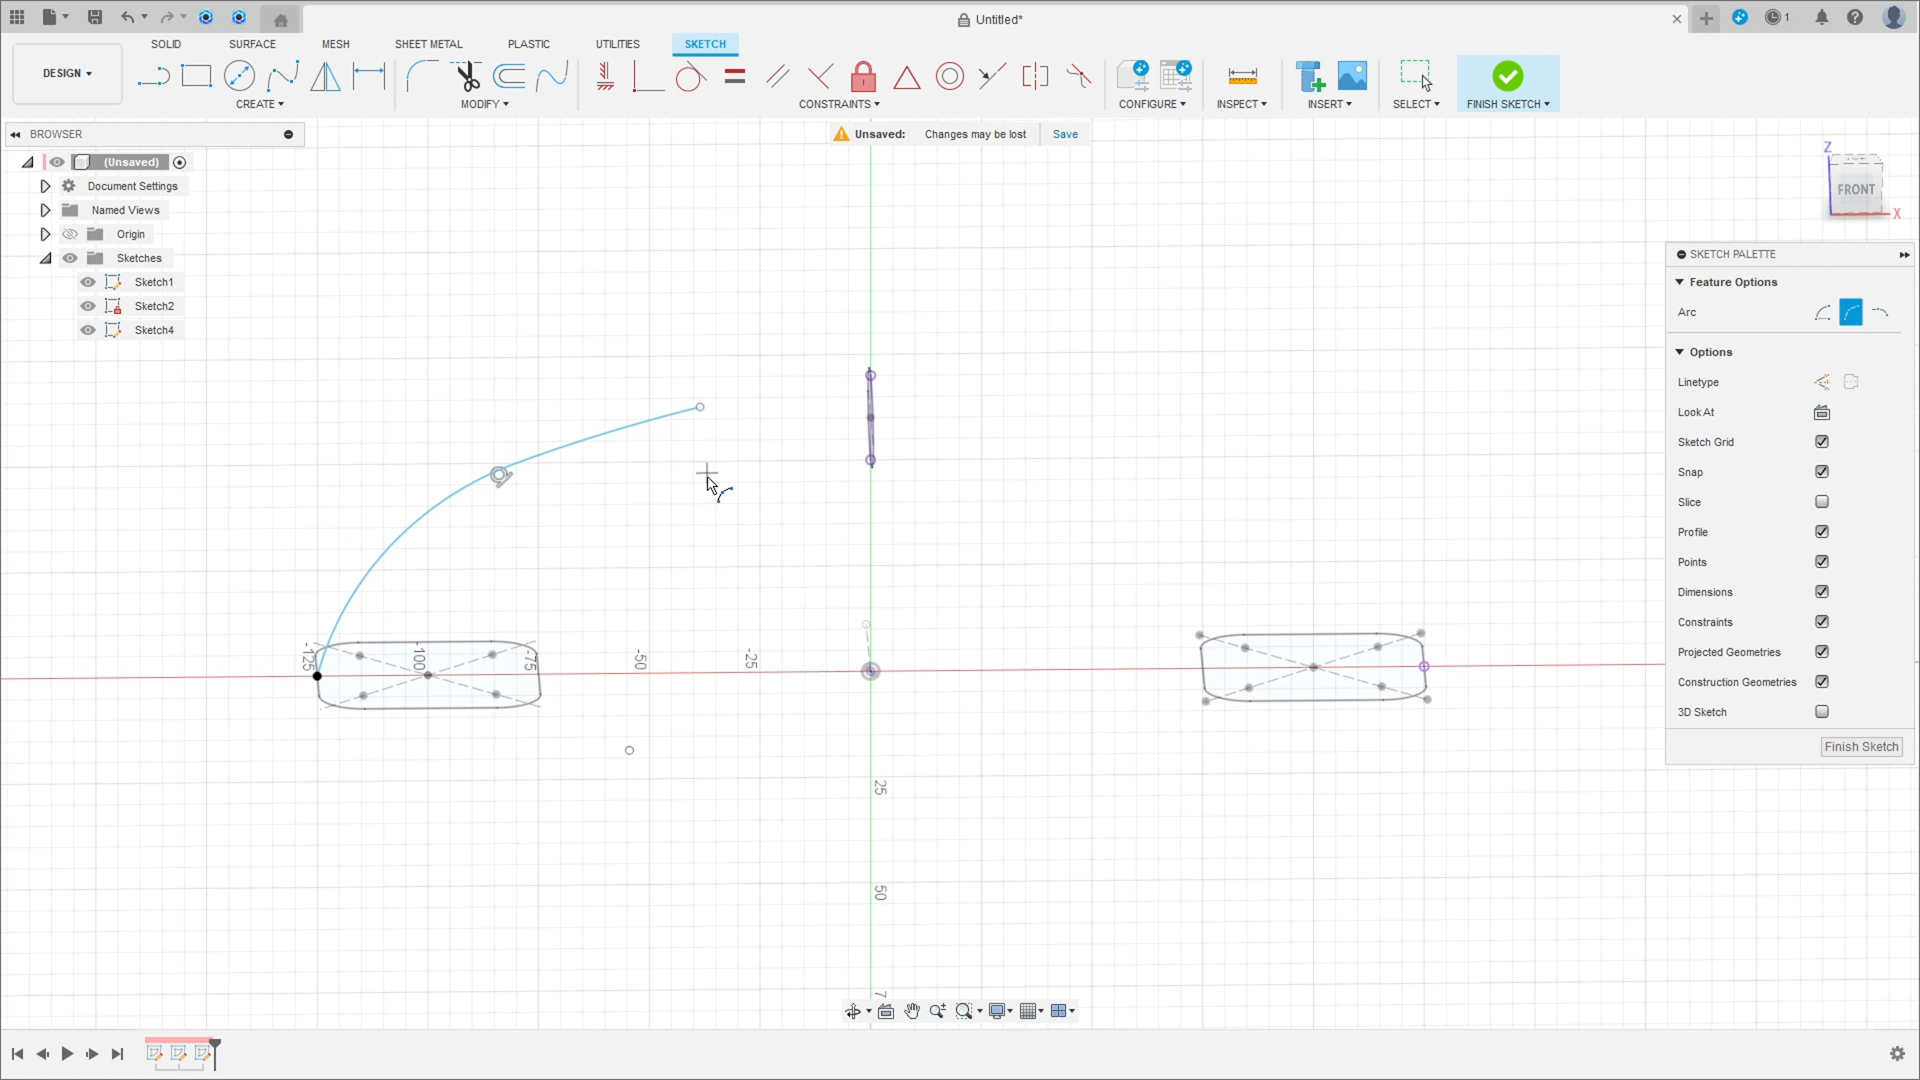 Untitled*
1
DESIGN
SOLID
SURFACE
MESH
SHEET METAL
PLASTIC
UTILITIES
SKETCH
CREATE
MODIFY
CONSTRAINTS
CONFIGURE
INSPECT
INSERT
SELECT
FINISH SKETCH
BROWSER
Unsaved: Changes may be lost Save
(Unsaved)
Document Settings
Named Views
Origin
Sketches
Sketch1
Sketch2
Sketch4
Z
FRONT
X
SKETCH PALETTE
Feature Options
Arc
Options
Linetype
Look At
Sketch Grid
Snap
Slice
Profile
Points
Dimensions
Constraints
Projected Geometries
Construction Geometries
3D Sketch
Finish Sketch
-125
100
-75
-50
-25
25
50
7